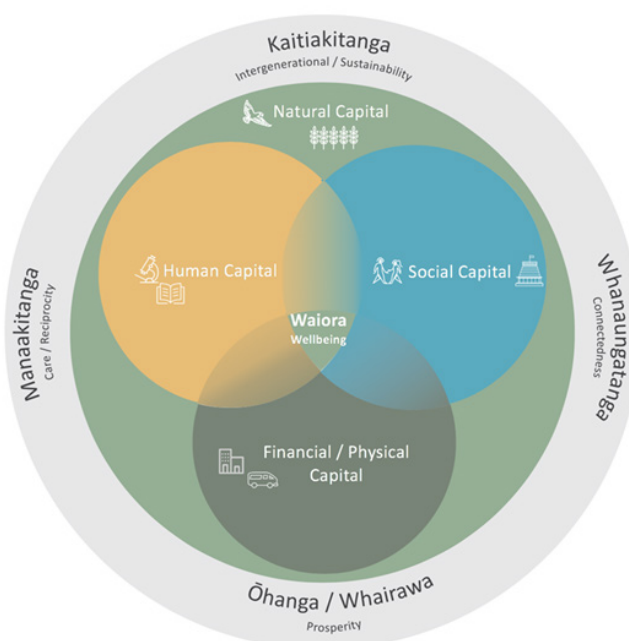 Kaitiakitanga
Intergenerational / Sustainability
Natural Capital
Human Capital
Social Capital
Manaakitanga
Care / Reciprocity
Whanaungatanga
Connectedness
Waiora
Wellbeing
Financial / Physical
Capital
Ōhanga / Whairawa
Prosperity